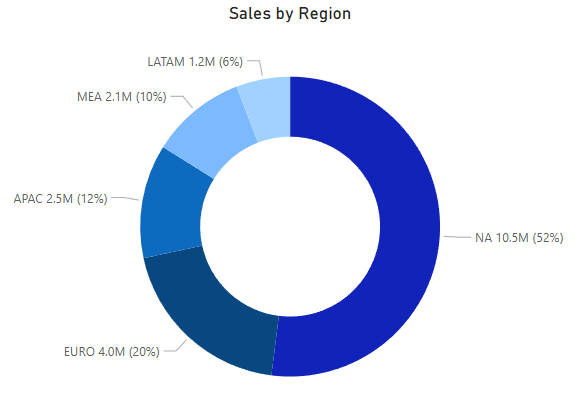 Sales by Region
LATAM 1.2M (6%)
MEA 2.1M (10%)
APAC 2.5M (12%)
NA 10.5M (52%)
EURO 4.0M (20%)